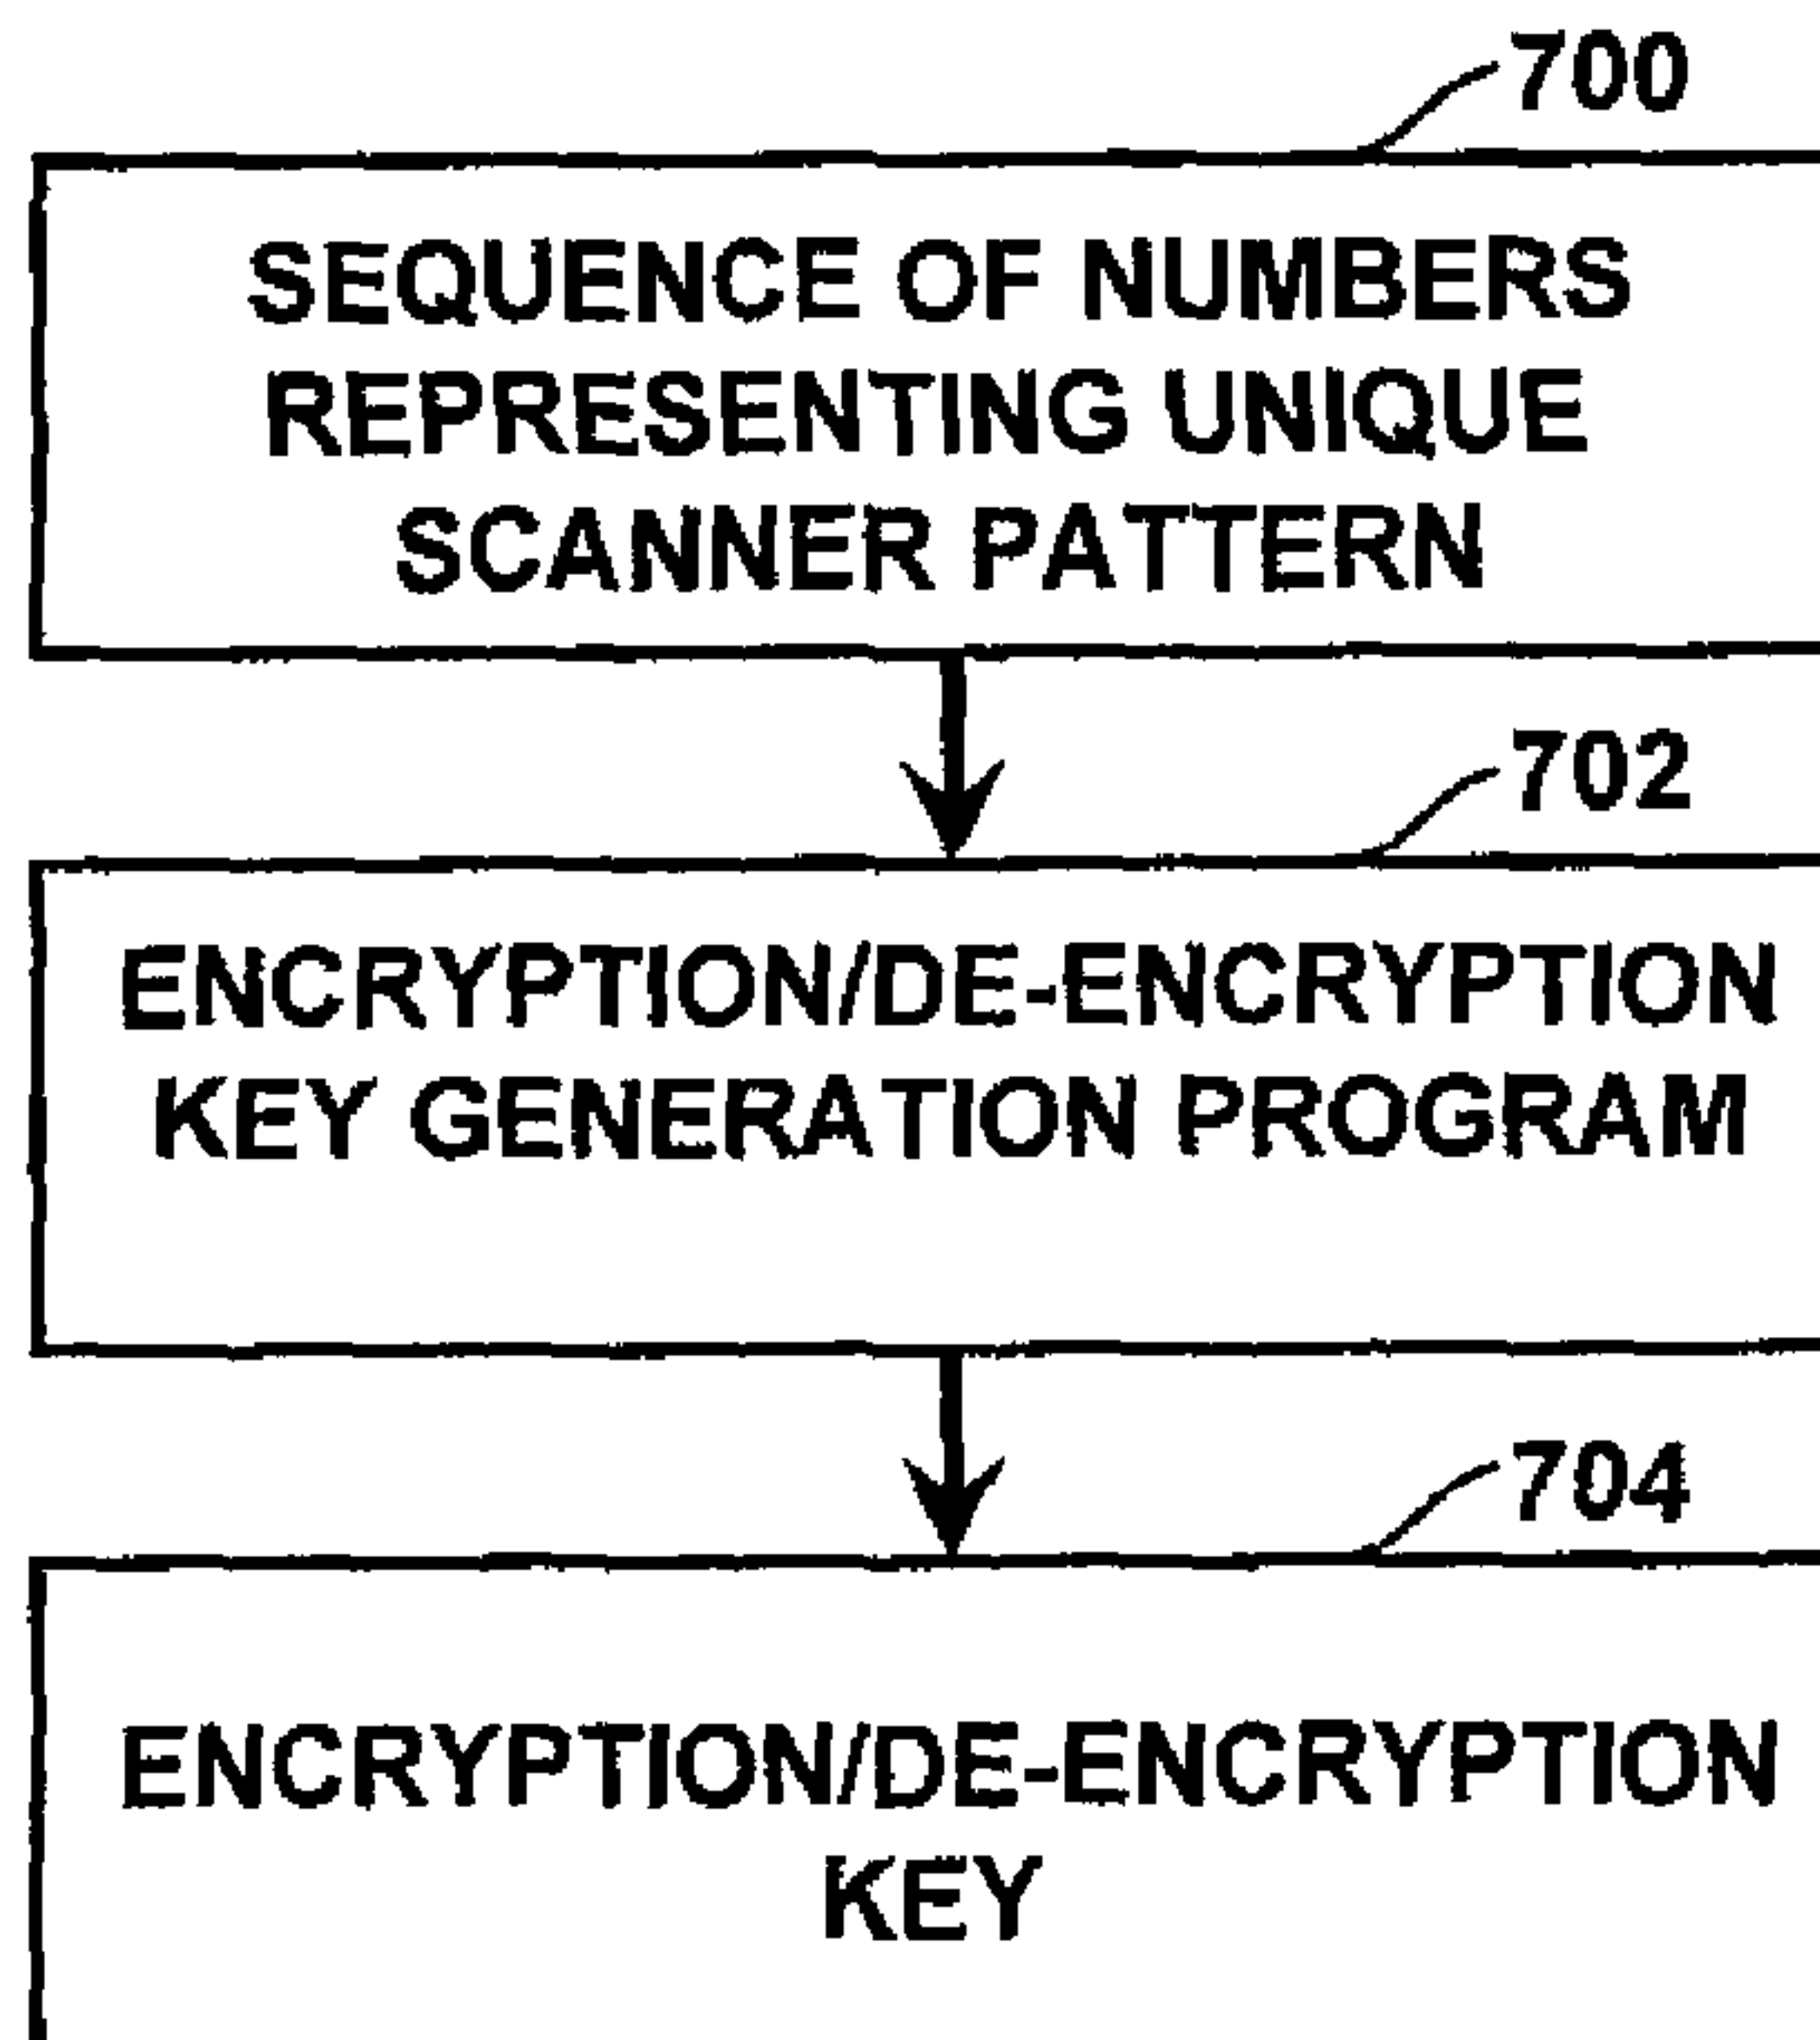 700
SEQUENCE OF NUMBERS
REPRESENTING UNIQUE
SCANNER PATTERN
702
ENCRYPTION/DE-ENCRYPTION
KEY GENERATION PROGRAM
704
ENCRYPTION/DE-ENCRYPTION
KEY